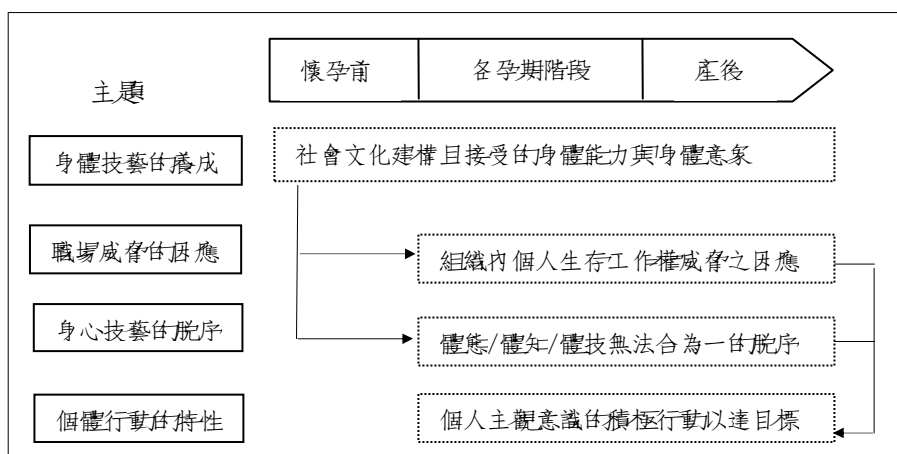 懷孕前 各孕期階段 產後
主題
身體技藝的養成 社會文化建權且接受的身體能力與身體意象
職場威脅的因應 組織內個人生存工作權威脅之因應
身心技藝的脫序 體態/體知/體技無法合為一的脫序
個體行動的特性 個人主觀意識的積極行動以達目標